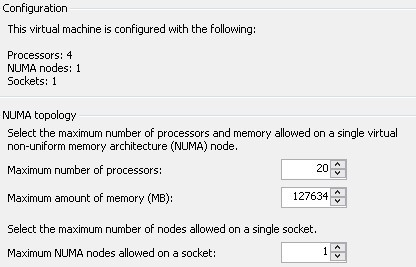 Configuration
This virtual machine is configured with the following:
Processors: 4
NUMA nodes: 1
Sockets: 1
NUMA topology
Select the maximum number of processors and memory allowed on a single virtual
non-uniform memory architecture (NUMA) node.
Maximum number of processors: 20
Maximum amount of memory (MB): 127634
Select the maximum number of nodes allowed on a single socket.
Maximum NUMA nodes allowed on a socket: 1